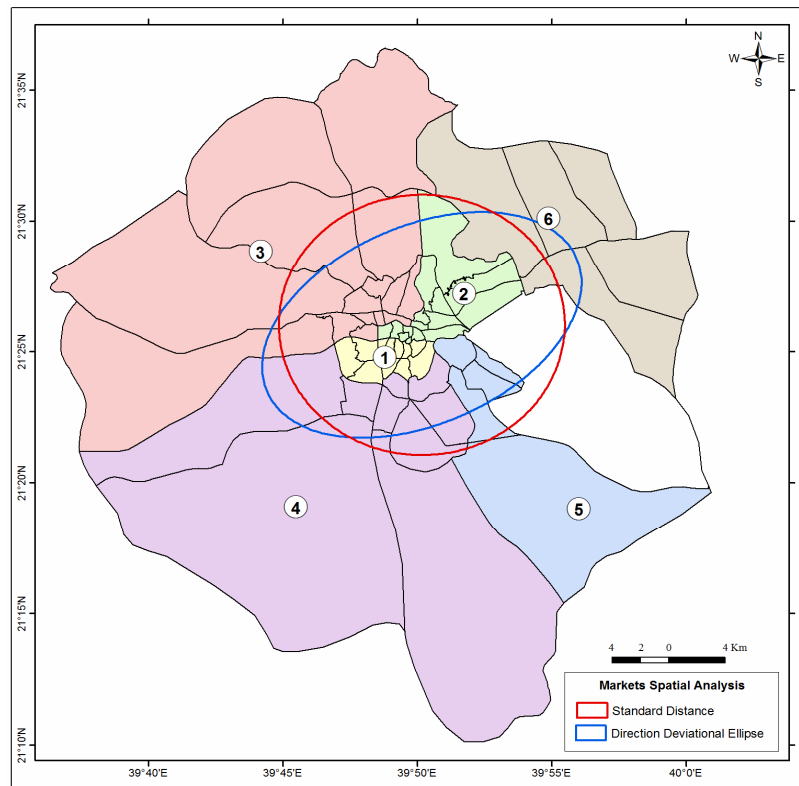 N
W E
S
21°35'N
21°30'N
21°25'N
21°20'N
21°15'N
21°10'N
6
3
2
1
4
5
4 2 0 4 Km
Markets Spatial Analysis
Standard Distance
Direction Deviational Ellipse
39°40'E 39°45'E 39°50'E 39°55'E 40°0'E